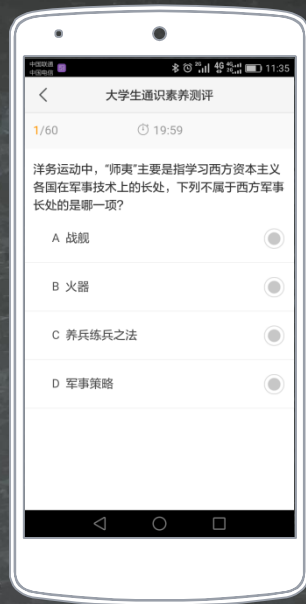 中国联通
中国电信
2G 4G 4G 2G 11:35
大学生通识素养测评
1/60
19:59
洋务运动中，"师夷"主要是指学习西方资本主义
各国在军事技术上的长处，下列不属于西方军事
长处的是哪一项？
A 战舰
B 火器
C 养兵练兵之法
D 军事策略